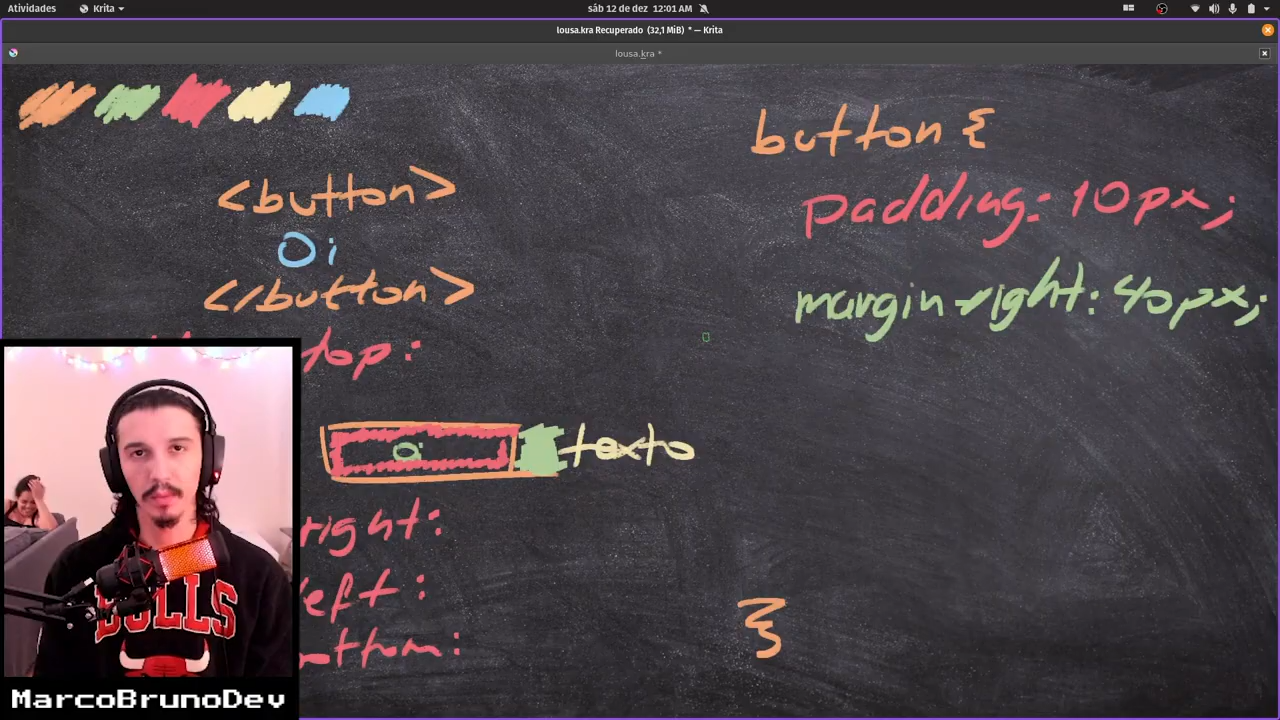 Atividades Krita sáb 12 de dez 12:01 AM
lousa.kra Recuperado (32,1 MiB) * — Krita
lousa.kra *
<button>
Oi
</button>
top:
Oi texto
right:
left:
button {
padding: 10px;
margin-right: 40px;
}
BULLS
MarcoBrunoDev